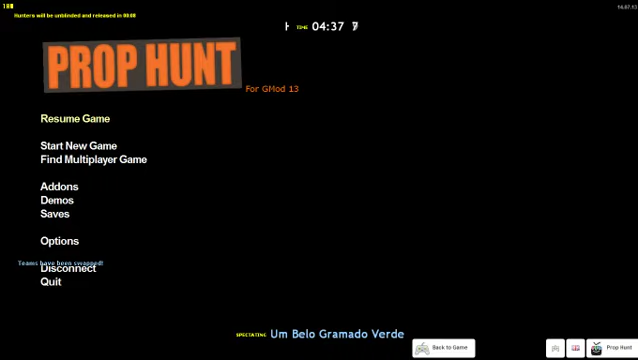 Hunters will be unblinded and released in 00:08
14.07.13
TIME 04:37
PROP HUNT
For GMod 13
Resume Game
Start New Game
Find Multiplayer Game
Addons
Demos
Saves
Options
Teams have been swapped!
Disconnect
Quit
SPECTATING Um Belo Gramado Verde
Back to Game
Prop Hunt